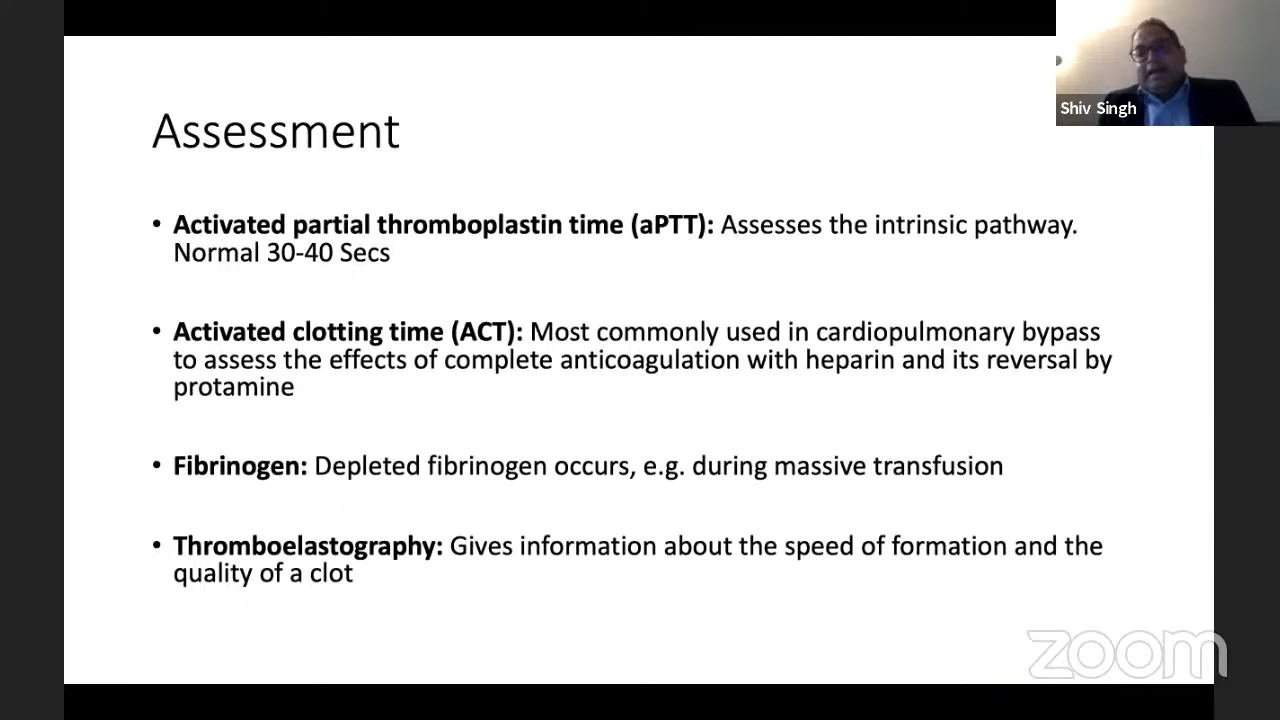 Shiv Singh
Assessment
• Activated partial thromboplastin time (aPTT): Assesses the intrinsic pathway.
Normal 30-40 Secs
• Activated clotting time (ACT): Most commonly used in cardiopulmonary bypass
to assess the effects of complete anticoagulation with heparin and its reversal by
protamine
• Fibrinogen: Depleted fibrinogen occurs, e.g. during massive transfusion
• Thromboelastography: Gives information about the speed of formation and the
quality of a clot
zoom